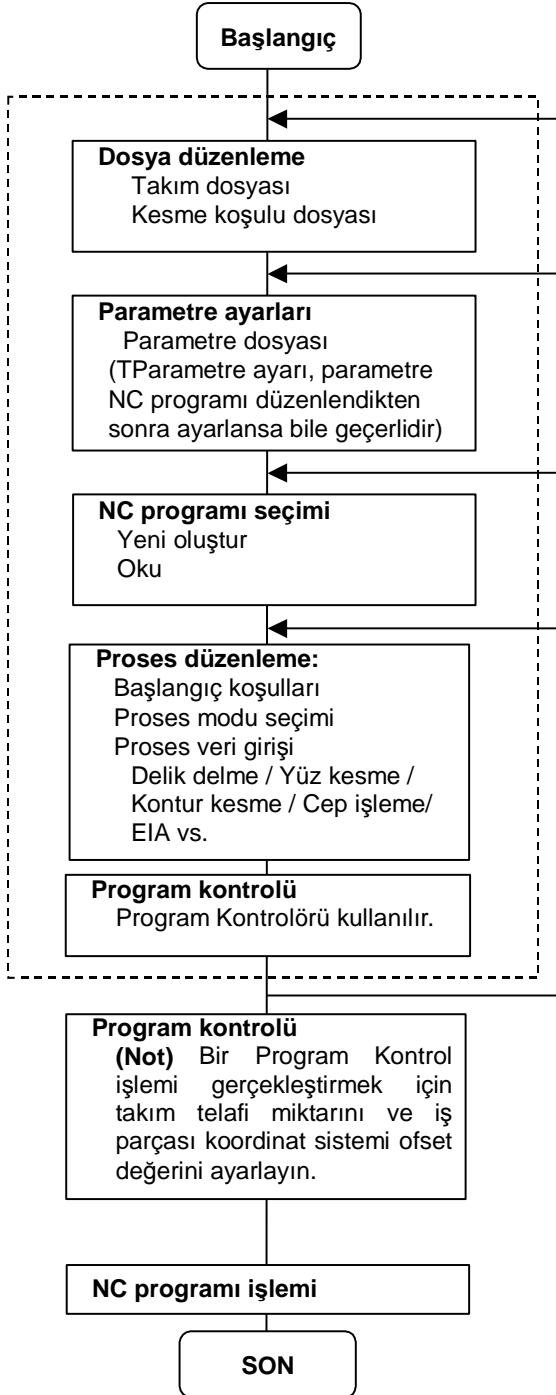 Başlangıç
Dosya düzenleme
Takım dosyası
Kesme koşulu dosyası
Parametre ayarları
Parametre dosyası
(TParametre ayarı, parametre
NC programı düzenlendikten
sonra ayarlansa bile geçerlidir)
NC programı seçimi
Yeni oluştur
Oku
Proses düzenleme:
Başlangıç koşulları
Proses modu seçimi
Proses veri girişi
Delik delme / Yüz kesme /
Kontur kesme / Cep işleme/
EIA vs.
Program kontrolü
Program Kontrolörü kullanılır.
Program kontrolü
(Not) Bir Program Kontrol
işlemi gerçekleştirmek için
takım telafi miktarını ve iş
parçası koordinat sistemi ofset
değerini ayarlayın.
NC programı işlemi
SON